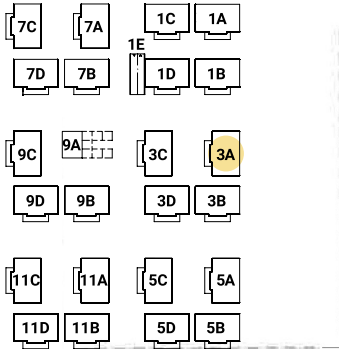 7C 7A 1C 1A
1E
7D 7B 1D 1B
9A
9C 3C 3A
9D 9B 3D 3B
11C 11A 5C 5A
11D 11B 5D 5B